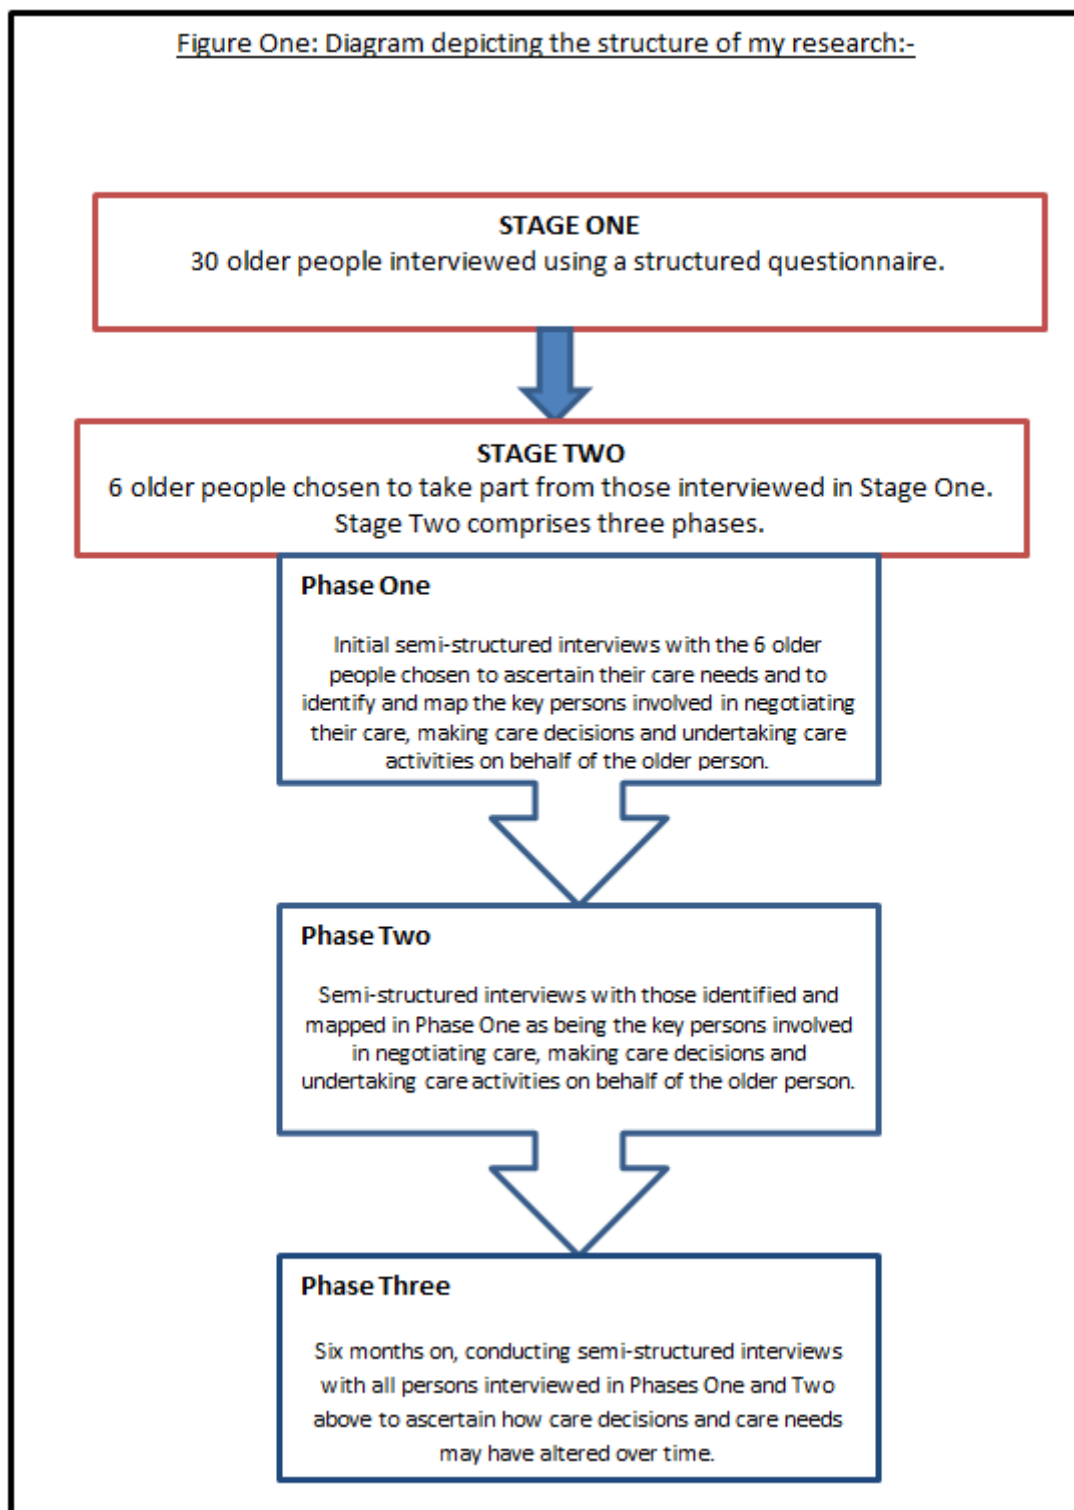 Figure One: Diagram depicting the structure of my research:-
STAGE ONE
30 older people interviewed using a structured questionnaire.
STAGE TWO
6 older people chosen to take part from those interviewed in Stage One.
Stage Two comprises three phases.
Phase One
Initial semi-structured interviews with the 6 older
people chosen to ascertain their care needs and to
identify and map the key persons involved in negotiating
their care, making care decisions and undertaking care
activities on behalf of the older person.
Phase Two
Semi-structured interviews with those identified and
mapped in Phase One as being the key persons involved
in negotiating care, making care decisions and
undertaking care activities on behalf of the older person.
Phase Three
Six months on, conducting semi-structured interviews
with all persons interviewed in Phases One and Two
above to ascertain how care decisions and care needs
may have altered over time.